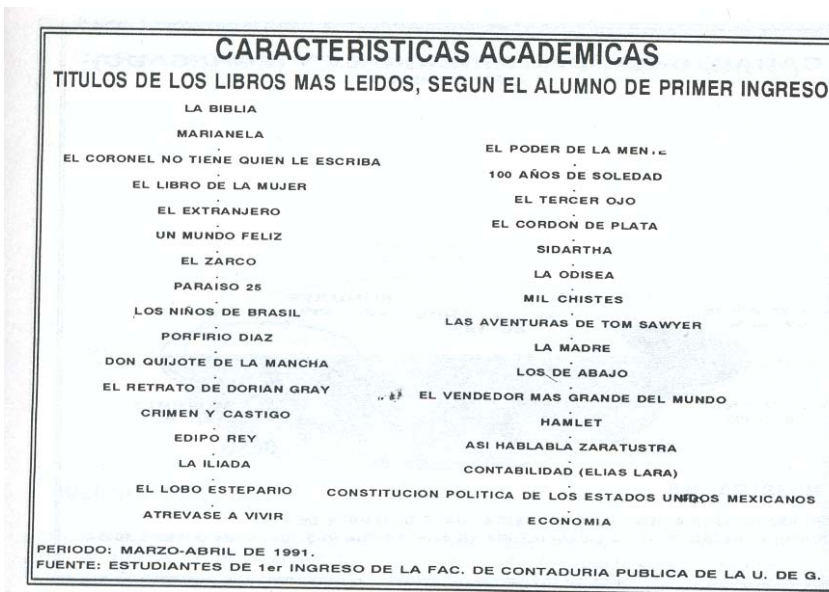 CARACTERISTICAS ACADEMICAS
TITULOS DE LOS LIBROS MAS LEIDOS, SEGUN EL ALUMNO DE PRIMER INGRESO
LA BIBLIA
MARIANELA
EL CORONEL NO TIENE QUIEN LE ESCRIBA
EL LIBRO DE LA MUJER
EL EXTRANJERO
UN MUNDO FELIZ
EL ZARCO
PARAISO 25
LOS NIÑOS DE BRASIL
PORFIRIO DIAZ
DON QUIJOTE DE LA MANCHA
EL RETRATO DE DORIAN GRAY
CRIMEN Y CASTIGO
EDIPO REY
LA ILIADA
EL LOBO ESTEPARIO
ATREVASE A VIVIR
EL PODER DE LA
100 AÑOS DE SOLEDAD
EL TERCER OJO
EL CORDON DE PLATA
SIDARTHA
LA ODISEA
MIL CHISTES
LAS AVENTURAS DE TOM SAWYER
LA MADRE
LOS DE ABAJO
EL VENDEDOR MAS GRANDE DEL MUNDO
HAMLET
ASI HABLABLA ZARATUSTRA
CONTABILIDAD (ELIAS LARA)
CONSTITUCION POLITICA DE LOS ESTADOS UNIDOS MEXICANOS
ECONOMIA
PERIODO: MARZO-ABRIL DE 1991.
FUENTE: ESTUDIANTES DE 1er INGRESO DE LA FAC. DE CONTADURIA PUBLICA DE LA U. DE G.